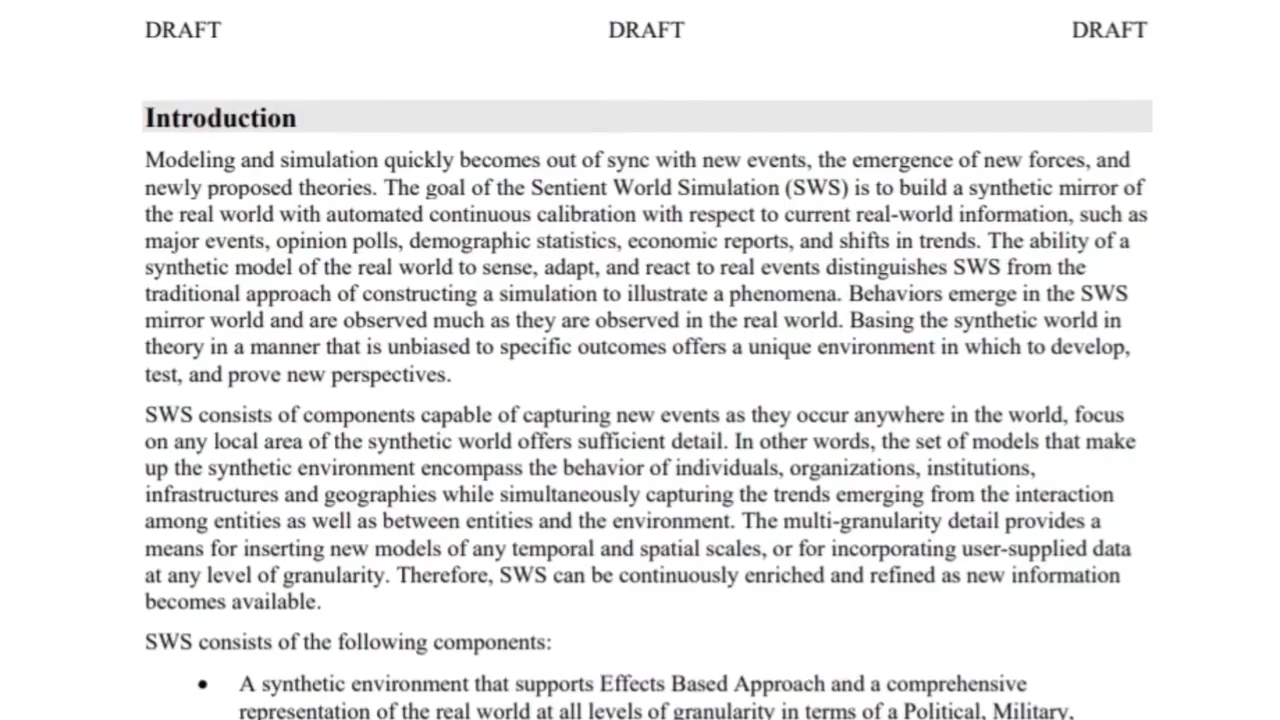 DRAFT DRAFT DRAFT
Introduction
Modeling and simulation quickly becomes out of sync with new events, the emergence of new forces, and
newly proposed theories. The goal of the Sentient World Simulation (SWS) is to build a synthetic mirror of
the real world with automated continuous calibration with respect to current real-world information, such as
major events, opinion polls, demographic statistics, economic reports, and shifts in trends. The ability of a
synthetic model of the real world to sense, adapt, and react to real events distinguishes SWS from the
traditional approach of constructing a simulation to illustrate a phenomena. Behaviors emerge in the SWS
mirror world and are observed much as they are observed in the real world. Basing the synthetic world in
theory in a manner that is unbiased to specific outcomes offers a unique environment in which to develop,
test, and prove new perspectives.
SWS consists of components capable of capturing new events as they occur anywhere in the world, focus
on any local area of the synthetic world offers sufficient detail. In other words, the set of models that make
up the synthetic environment encompass the behavior of individuals, organizations, institutions,
infrastructures and geographies while simultaneously capturing the trends emerging from the interaction
among entities as well as between entities and the environment. The multi-granularity detail provides a
means for inserting new models of any temporal and spatial scales, or for incorporating user-supplied data
at any level of granularity. Therefore, SWS can be continuously enriched and refined as new information
becomes available.
SWS consists of the following components:
• A synthetic environment that supports Effects Based Approach and a comprehensive
representation of the real world at all levels of granularity in terms of a Political, Military,